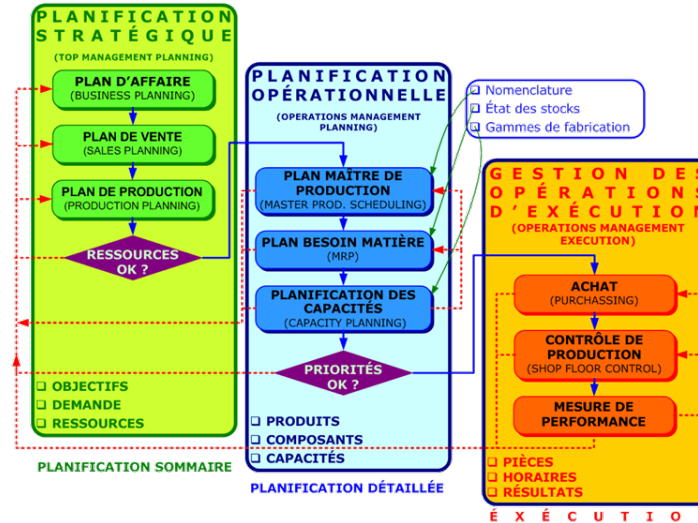 PLANIFICATION
STRATÉGIQUE
(TOP MANAGEMENT PLANNING)
PLAN D'AFFAIRE
(BUSINESS PLANNING)
PLAN DE VENTE
(SALES PLANNING)
PLAN DE PRODUCTION
(PRODUCTION PLANNING)
RESSOURCES
OK ?
OBJECTIFS
DEMANDE
RESSOURCES
PLANIFICATION SOMMAIRE
PLANIFICATION
OPÉRATIONNELLE
(OPERATIONS MANAGEMENT
PLANNING)
PLAN MAÎTRE DE
PRODUCTION
(MASTER PROD. SCHEDULING)
PLAN BESOIN MATIÈRE
(MRP)
PLANIFICATION DES
CAPACITÉS
(CAPACITY PLANNING)
PRIORITÉS
OK ?
PRODUITS
COMPOSANTS
CAPACITÉS
PLANIFICATION DÉTAILLÉE
Nomenclature
État des stocks
Gammes de fabrication
GESTION DES
OPÉRATIONS
D'EXÉCUTION
(OPERATIONS MANAGEMENT
EXECUTION)
ACHAT
(PURCHASSING)
CONTRÔLE DE
PRODUCTION
(SHOP FLOOR CONTROL)
MESURE DE
PERFORMANCE
PIÈCES
HORAIRES
RÉSULTATS
EXÉCUTIO